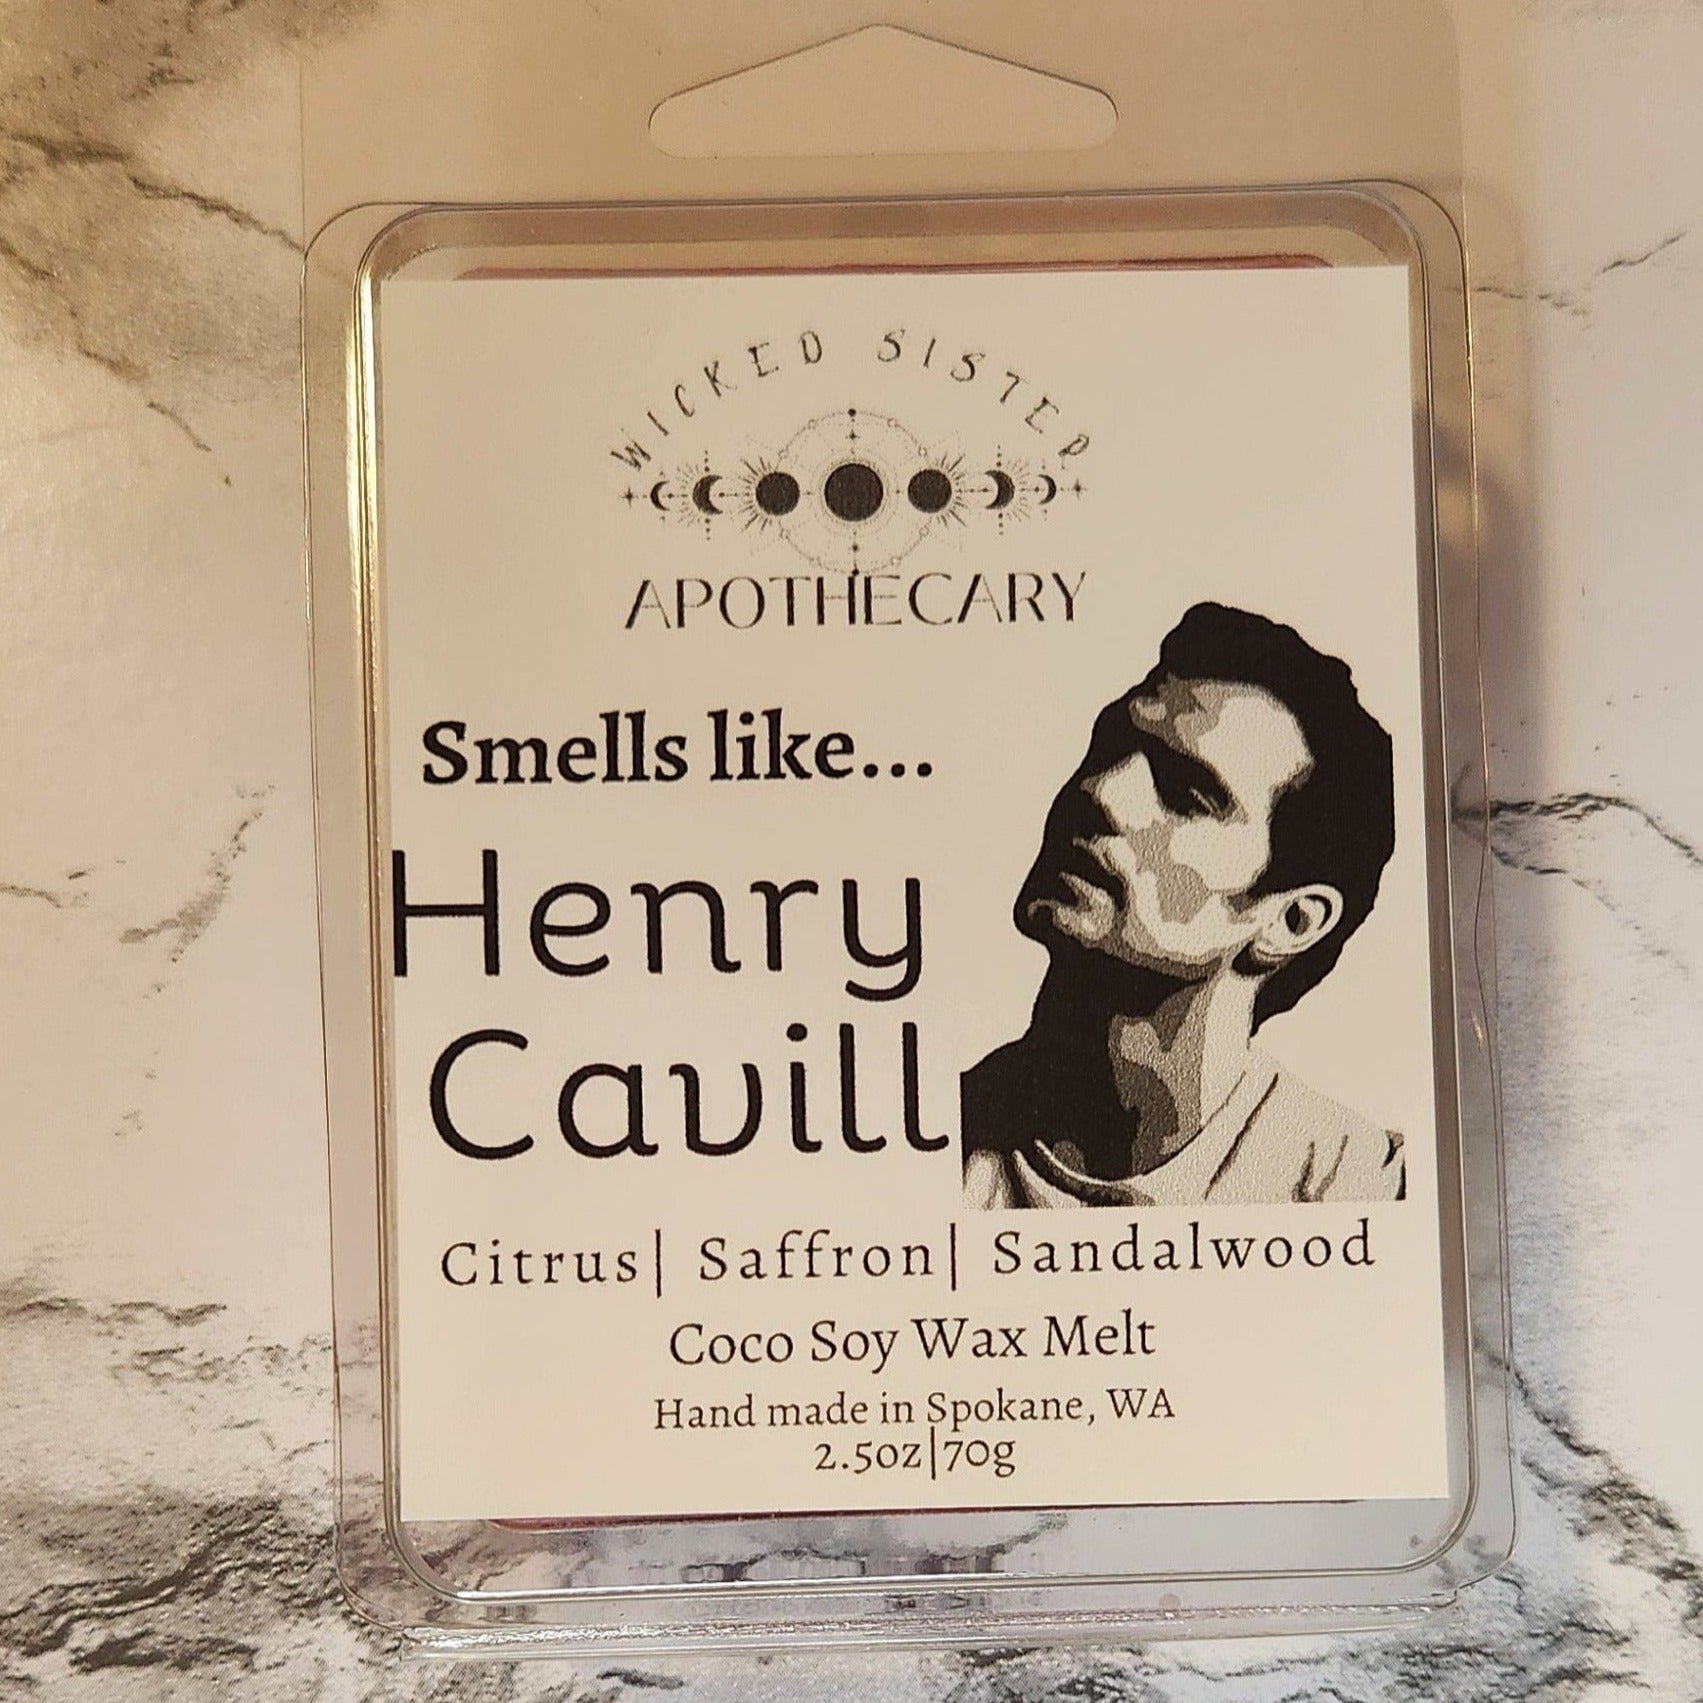 WICKED SISTER
APOTHECARY
Smells like...
Henry
Cavill
Citrus| Saffron| Sandalwood
Coco Soy Wax Melt
Hand made in Spokane, WA
2.5oz|70g